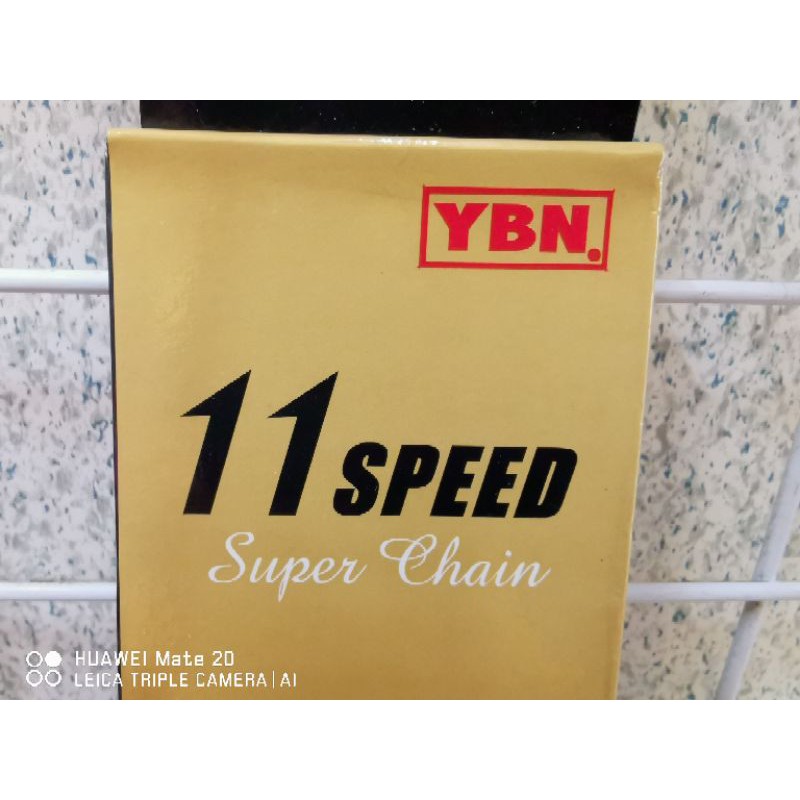 YBN.
11 SPEED
Super Chain
HUAWEI Mate 20
LEICA TRIPLE CAMERA | AI